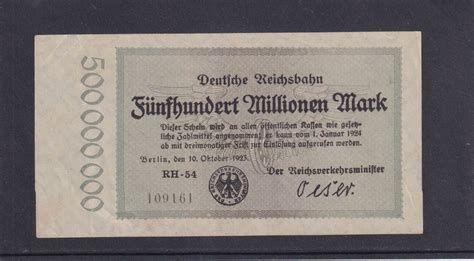 500000000
Deutsche Reichsbahn
Fünfhundert Millionen Mark
Dieser Schein wird an allen öffentlichen Kassen wie gesetz-
liche Zahlmittel angenommen; er kann vom 1. Januar 1924
ab mit dreimonatiger Frist zur Einlösung aufgerufen werden.
Berlin, den 10. Oktober 1923.
RH-54
Der Reichsverkehrsminister
109161
Oeser